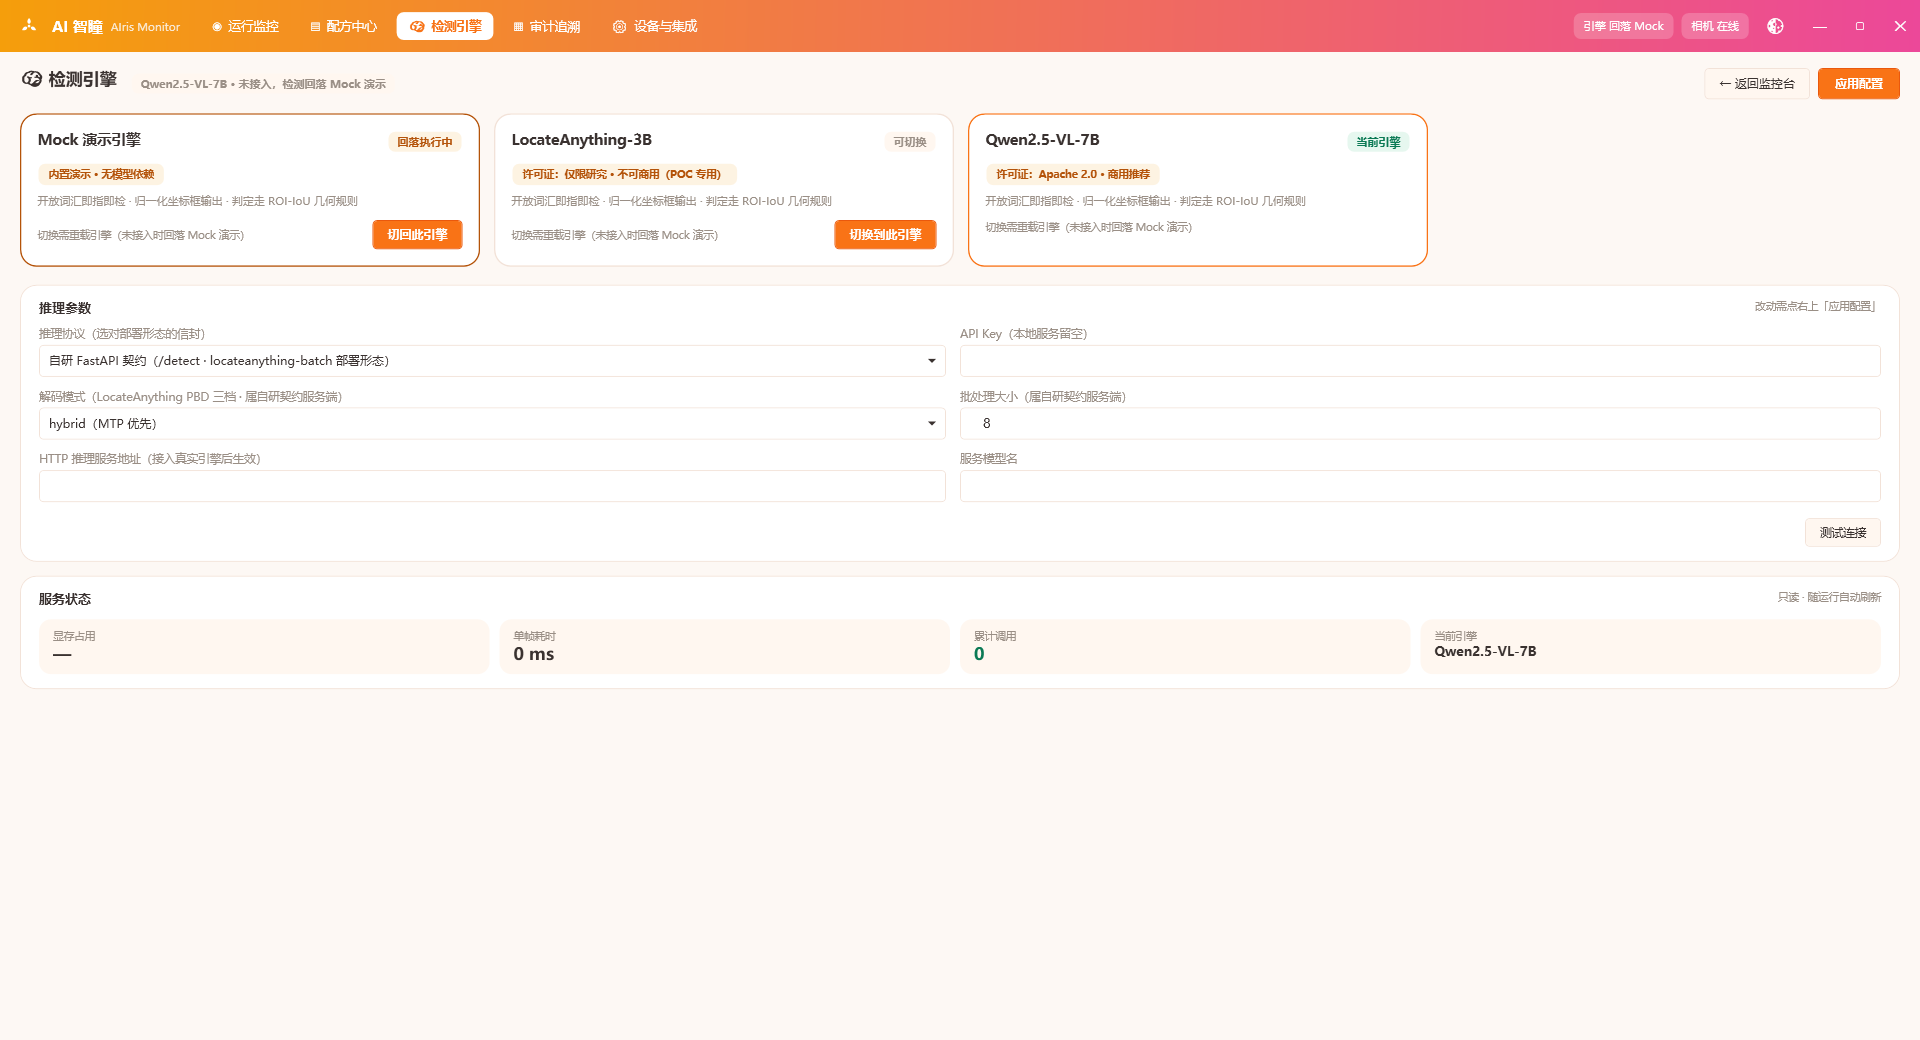 AI 智瞳 AIris Monitor
运行监控
配方中心
检测引擎
审计追溯
设备与集成
引擎 回落 Mock
相机 在线
检测引擎
Qwen2.5-VL-7B • 未接入，检测回落 Mock 演示
← 返回监控台
应用配置
Mock 演示引擎
回落执行中
内置演示 • 无模型依赖
开放词汇即指即检 · 归一化坐标框输出 · 判定走 ROI-IoU 几何规则
切换需重载引擎（未接入时回落 Mock 演示）
切回此引擎
LocateAnything-3B
可切换
许可证：仅限研究 • 不可商用（POC 专用）
开放词汇即指即检 · 归一化坐标框输出 · 判定走 ROI-IoU 几何规则
切换需重载引擎（未接入时回落 Mock 演示）
切换到此引擎
Qwen2.5-VL-7B
当前引擎
许可证：Apache 2.0 • 商用推荐
开放词汇即指即检 · 归一化坐标框输出 · 判定走 ROI-IoU 几何规则
切换需重载引擎（未接入时回落 Mock 演示）
推理参数
改动需点右上「应用配置」
推理协议（选对部署形态的信封）
API Key（本地服务留空）
自研 FastAPI 契约（/detect · locateanything-batch 部署形态）
解码模式（LocateAnything PBD 三档 · 属自研契约服务端）
批处理大小（属自研契约服务端）
hybrid（MTP 优先）
8
HTTP 推理服务地址（接入真实引擎后生效）
服务模型名
测试连接
服务状态
只读 · 随运行自动刷新
显存占用
—
单帧耗时
0 ms
累计调用
0
当前引擎
Qwen2.5-VL-7B